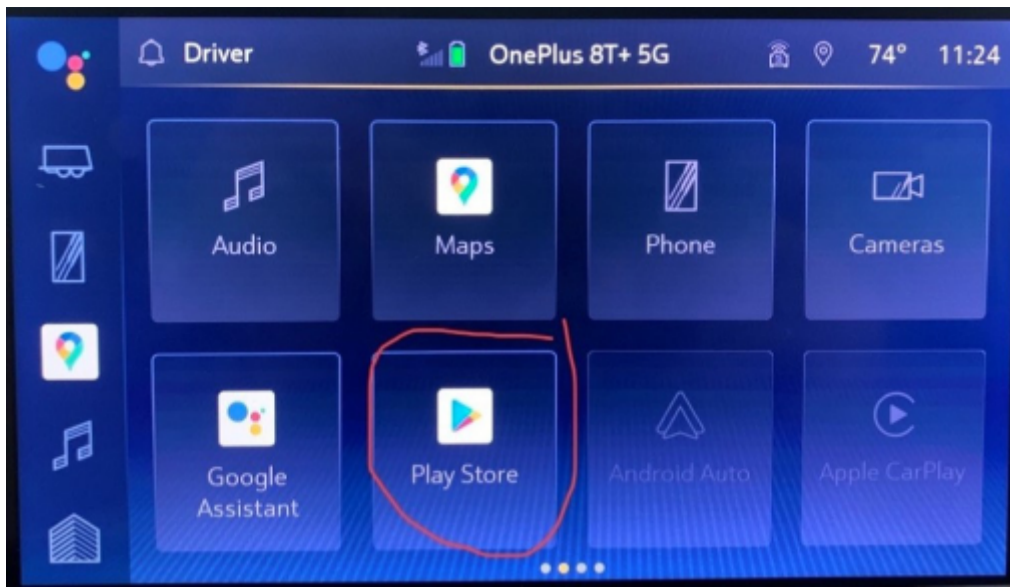 Driver OnePlus 8T+ 5G 74° 11:24
Audio Maps Phone Cameras
Google Assistant
Play Store
Android Auto
Apple CarPlay